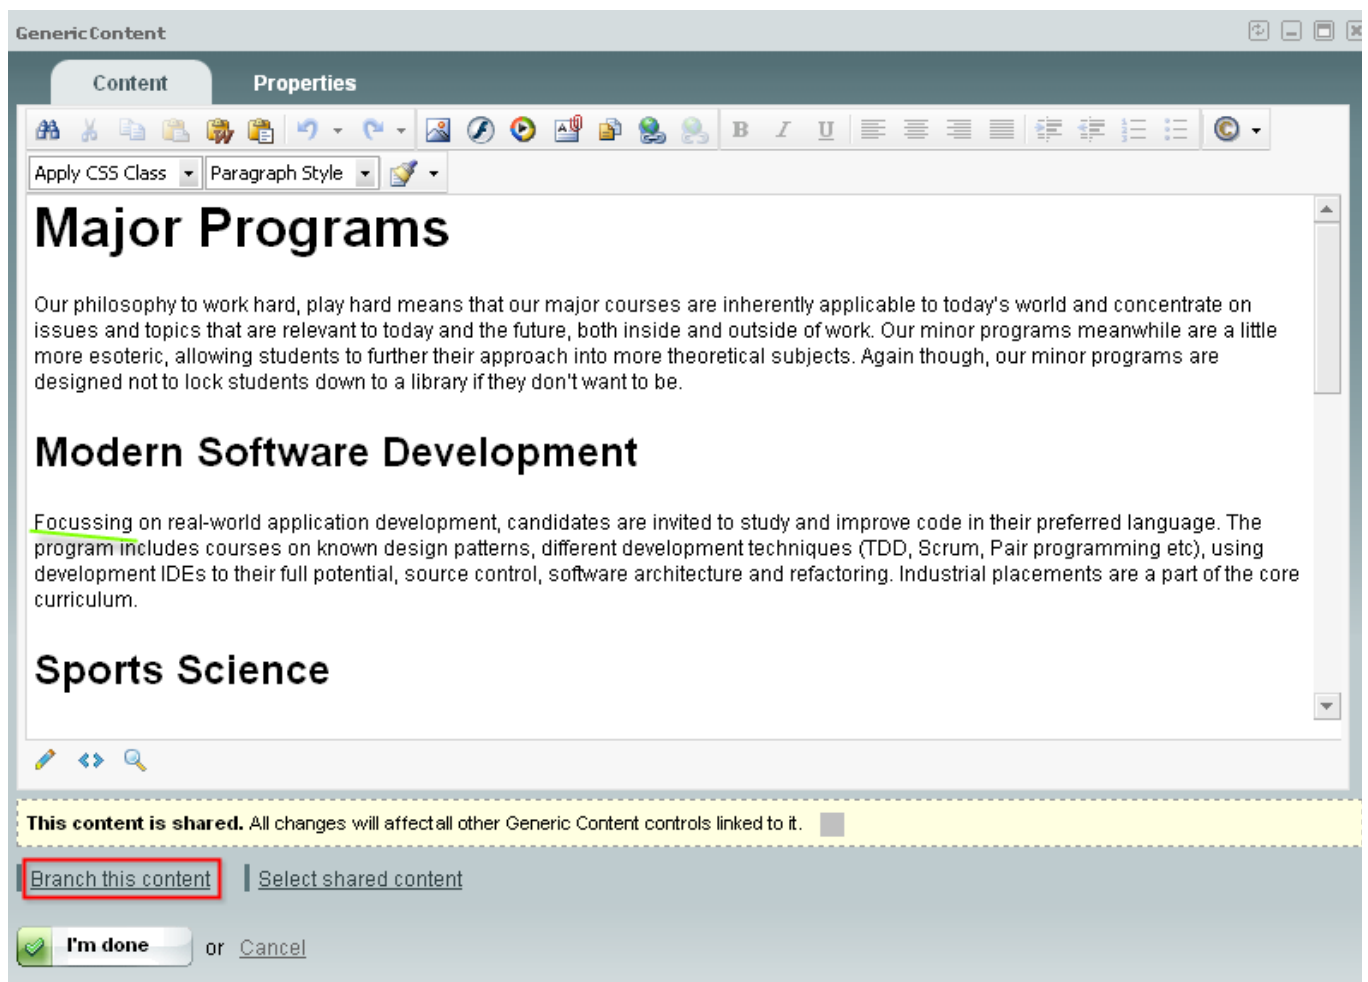 GenericContent
Content Properties
B I U
Apply CSS Class Paragraph Style
Major Programs
Our philosophy to work hard, play hard means that our major courses are inherently applicable to today's world and concentrate on
issues and topics that are relevant to today and the future, both inside and outside of work. Our minor programs meanwhile are a little
more esoteric, allowing students to further their approach into more theoretical subjects. Again though, our minor programs are
designed not to lock students down to a library if they don't want to be.
Modern Software Development
Focussing on real-world application development, candidates are invited to study and improve code in their preferred language. The
program includes courses on known design patterns, different development techniques (TDD, Scrum, Pair programming etc), using
development IDEs to their full potential, source control, software architecture and refactoring. Industrial placements are a part of the core
curriculum.
Sports Science
This content is shared. All changes will affect all other Generic Content controls linked to it.
Branch this content Select shared content
I'm done or Cancel